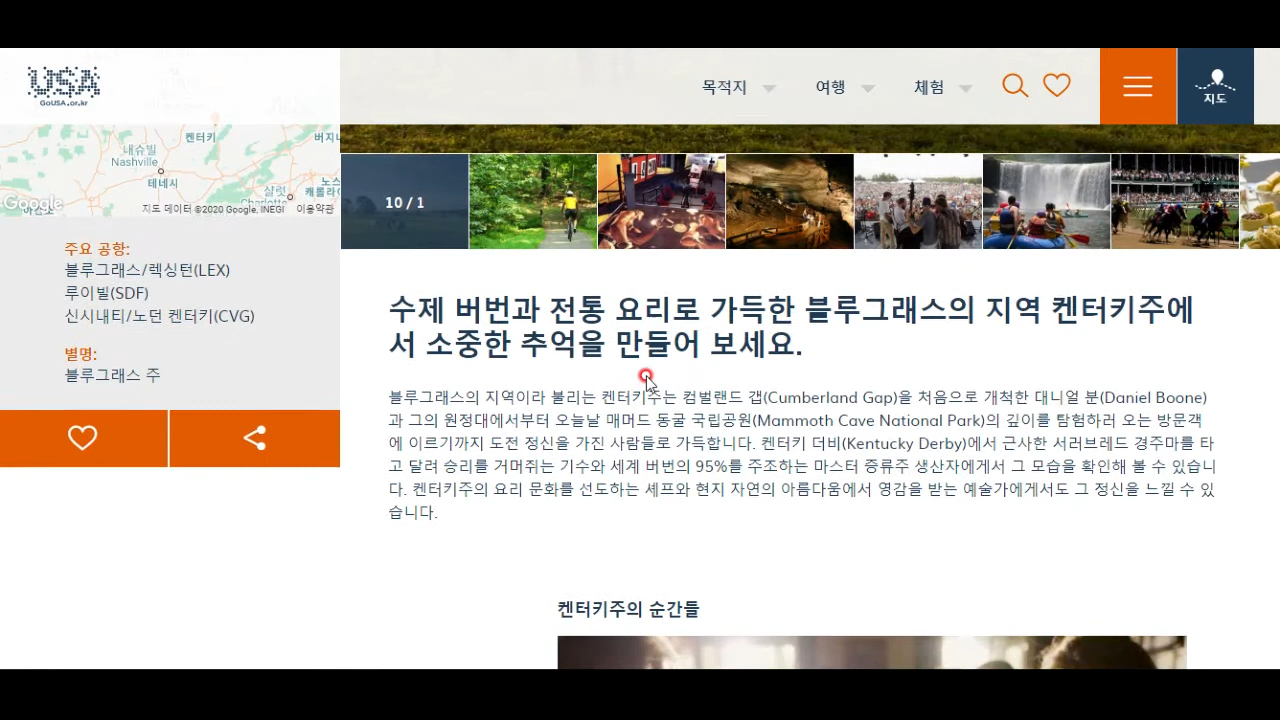 USA
GoUSA.or.kr
목적지
여행
체험
지도
켄터키
버지니
내슈빌
Nashville
테네시
샬럿
Charlotte
노스
캐롤라이
Google
지도 데이터 ©2020 Google, INEGI
이용약관
10 / 1
주요 공항:
블루그래스/렉싱턴(LEX)
루이빌(SDF)
신시내티/노던 켄터키(CVG)
별명:
블루그래스 주
수제 버번과 전통 요리로 가득한 블루그래스의 지역 켄터키주에
서 소중한 추억을 만들어 보세요.
블루그래스의 지역이라 불리는 켄터키주는 컴벌랜드 갭(Cumberland Gap)을 처음으로 개척한 대니얼 분(Daniel Boone)
과 그의 원정대에서부터 오늘날 매머드 동굴 국립공원(Mammoth Cave National Park)의 깊이를 탐험하러 오는 방문객
에 이르기까지 도전 정신을 가진 사람들로 가득합니다. 켄터키 더비(Kentucky Derby)에서 근사한 서러브레드 경주마를 타
고 달려 승리를 거머쥐는 기수와 세계 버번의 95%를 주조하는 마스터 증류주 생산자에게서 그 모습을 확인해 볼 수 있습니
다. 켄터키주의 요리 문화를 선도하는 셰프와 현지 자연의 아름다움에서 영감을 받는 예술가에게서도 그 정신을 느낄 수 있
습니다.
켄터키주의 순간들